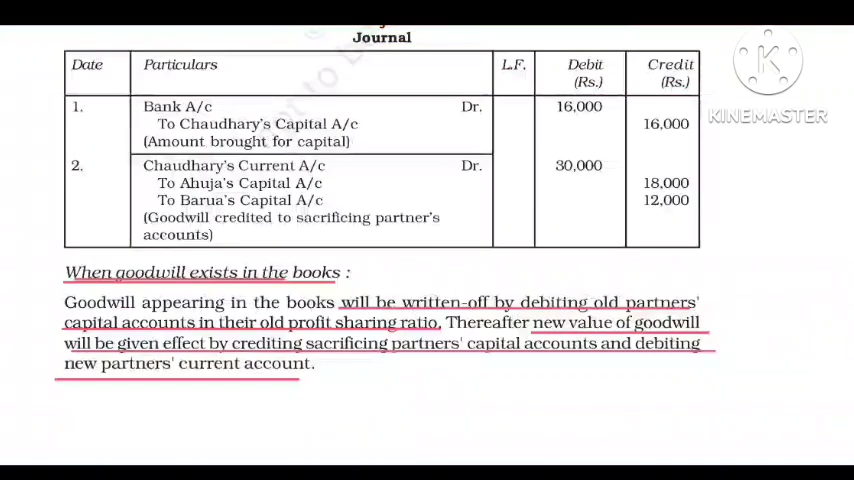 Journal
Date Particulars L.F. Debit Credit
(Rs.) (Rs.)
1. Bank A/c Dr. 16,000
To Chaudhary's Capital A/c 16,000
(Amount brought for capital)
2. Chaudhary's Current A/c Dr. 30,000
To Ahuja's Capital A/c 18,000
To Barua's Capital A/c 12,000
(Goodwill credited to sacrificing partner's
accounts)
When goodwill exists in the books :
Goodwill appearing in the books will be written-off by debiting old partners'
capital accounts in their old profit sharing ratio. Thereafter new value of goodwill
will be given effect by crediting sacrificing partners' capital accounts and debiting
new partners' current account.
K
KINEMASTER